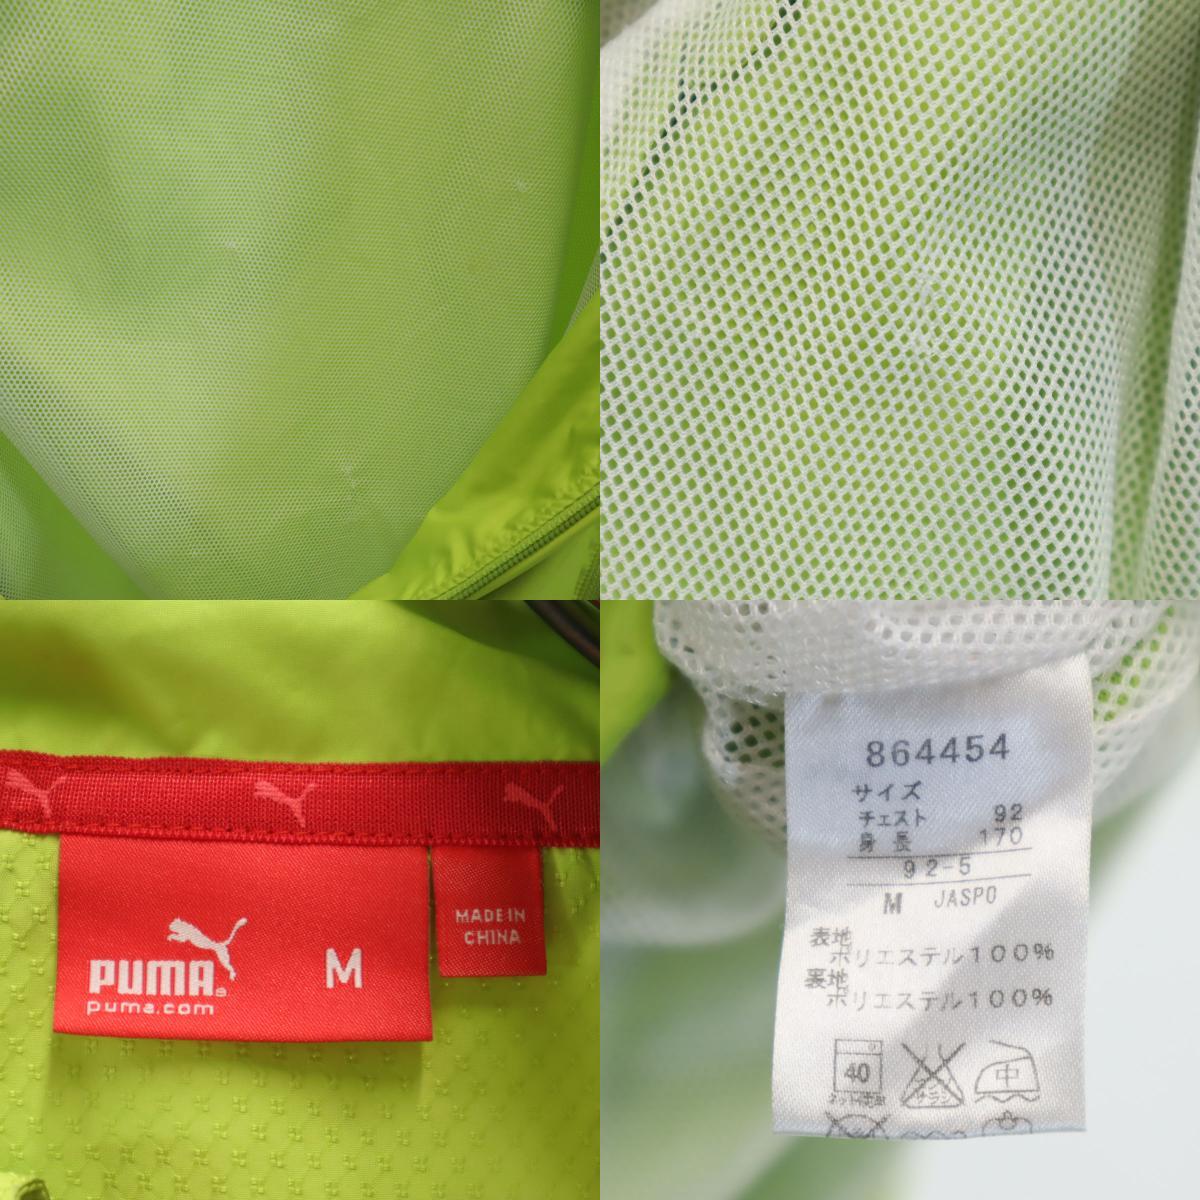 PUMA®
puma.com
M
MADE IN
CHINA
864454
サイズ
チェスト 92
身長 170
92-5
M JASPO
表地
ポリエステル100%
裏地
ポリエステル100%
40
中